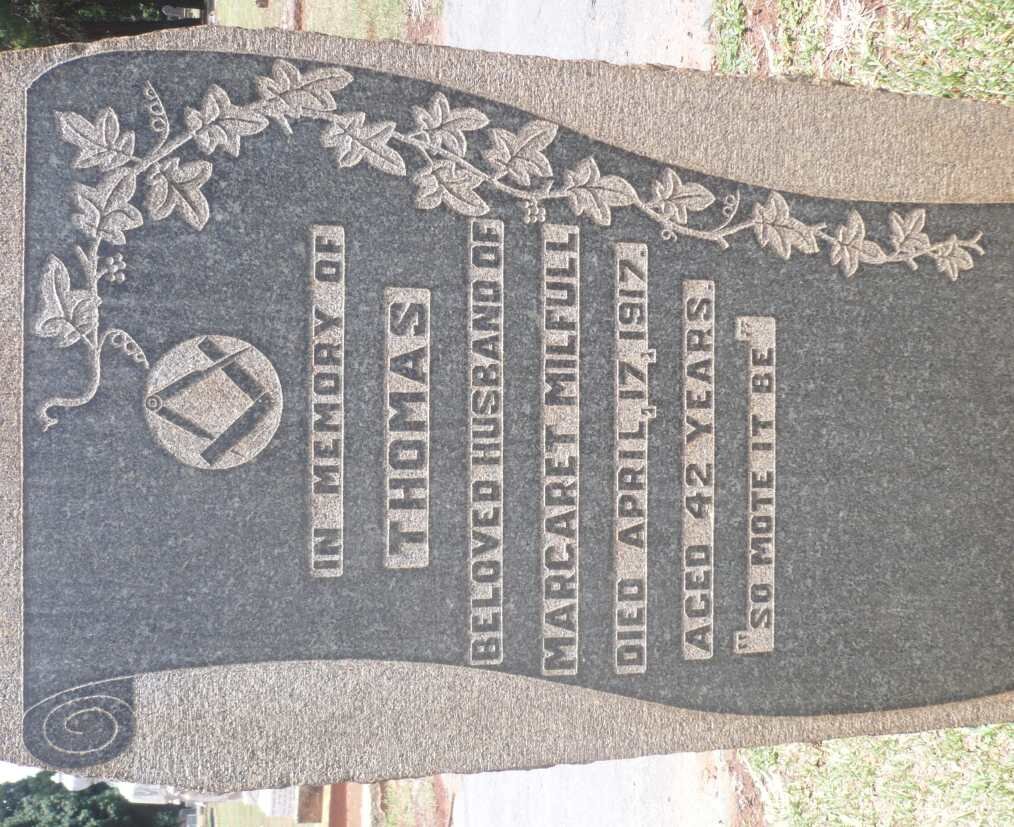 IN MEMORY OF
THOMAS
BELOVED HUSBAND OF
MARGARET MILFULL
DIED APRIL, 17, 1917.
AGED 42 YEARS.
"SO MOTE IT BE"